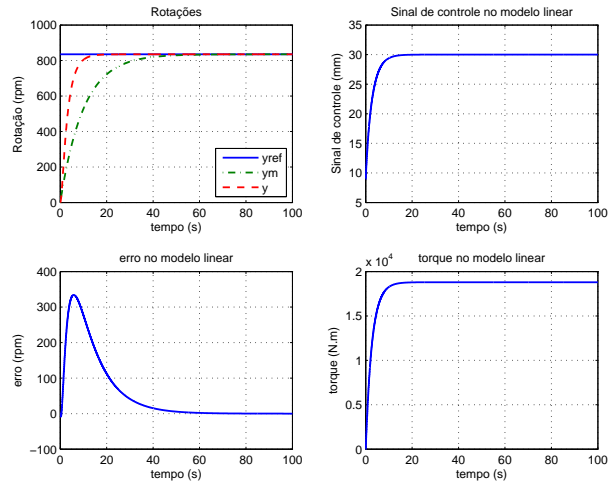 Rotações
Rotação (rpm)
1000
800
600
400
200
0
0 20 40 60 80 100
tempo (s)
yref
ym
y
Sinal de controle no modelo linear
Sinal de controle (mm)
35
30
25
20
15
10
5
0 20 40 60 80 100
tempo (s)
erro no modelo linear
erro (rpm)
400
300
200
100
0
−100
0 20 40 60 80 100
tempo (s)
torque no modelo linear
x 10^4
torque (N.m)
2
1.5
1
0.5
0
0 20 40 60 80 100
tempo (s)